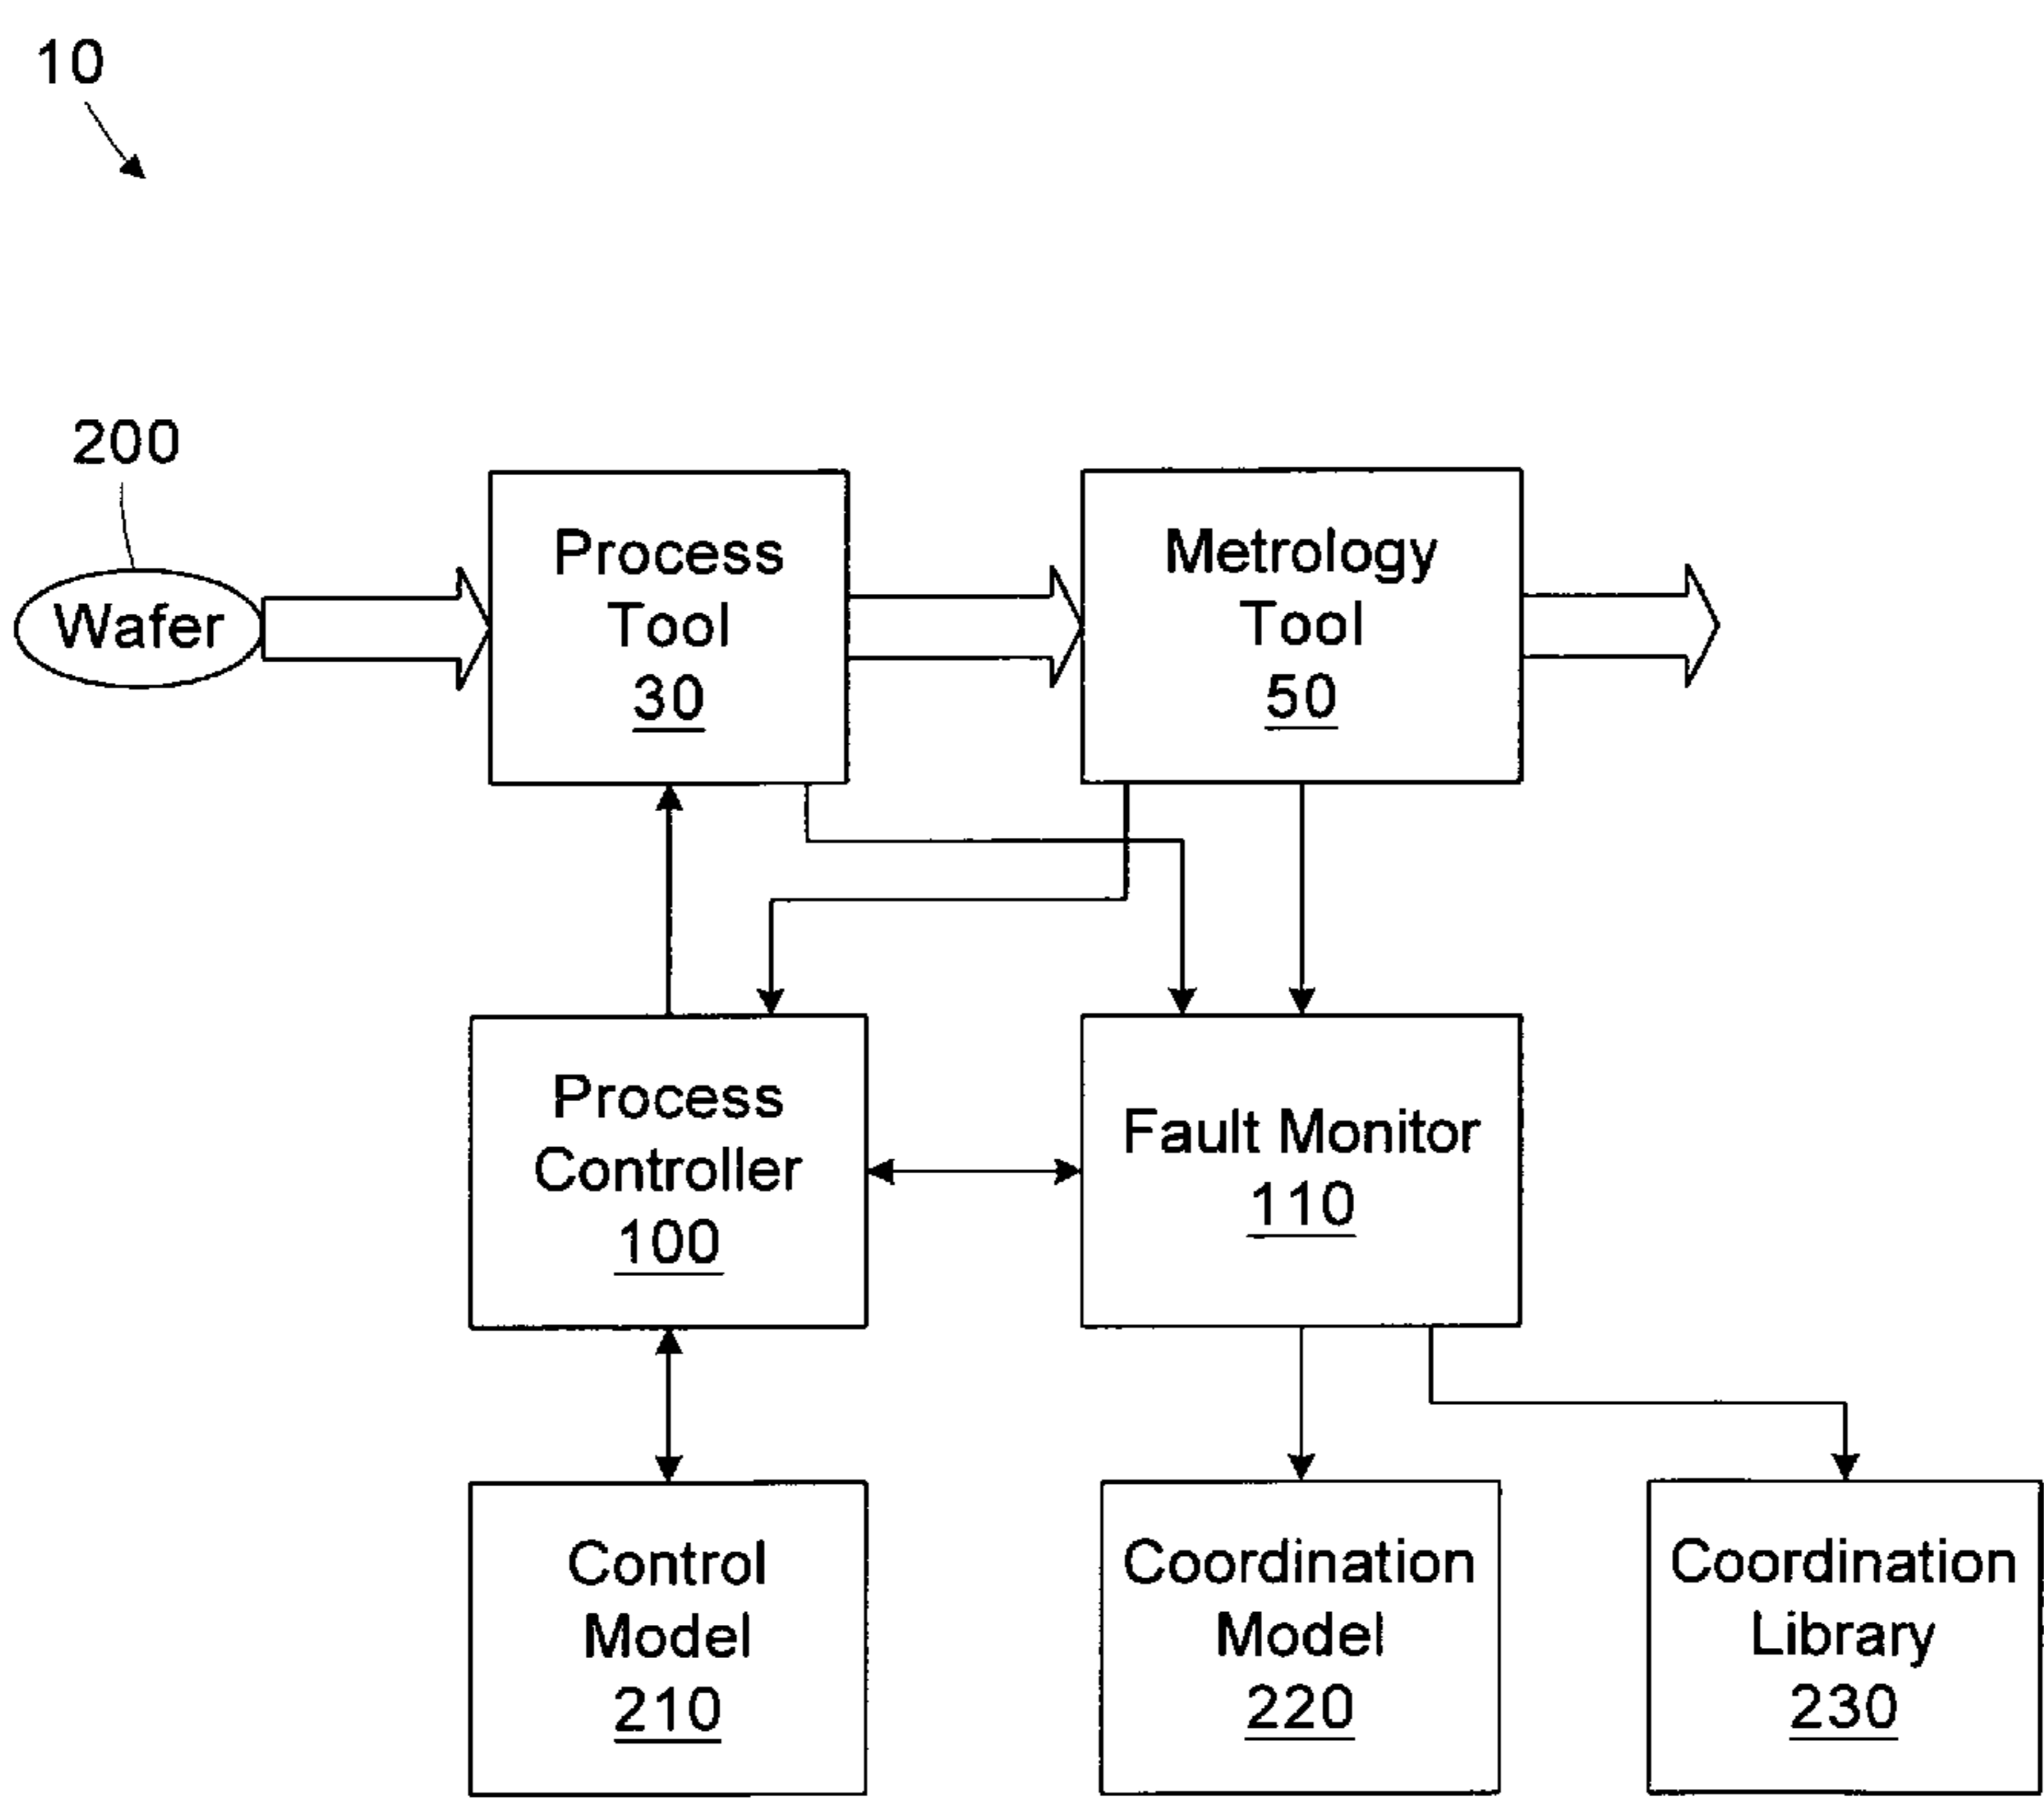 10
200
Wafer
Process
Tool
30
Metrology
Tool
50
Process
Controller
100
Fault Monitor
110
Control
Model
210
Coordination
Model
220
Coordination
Library
230